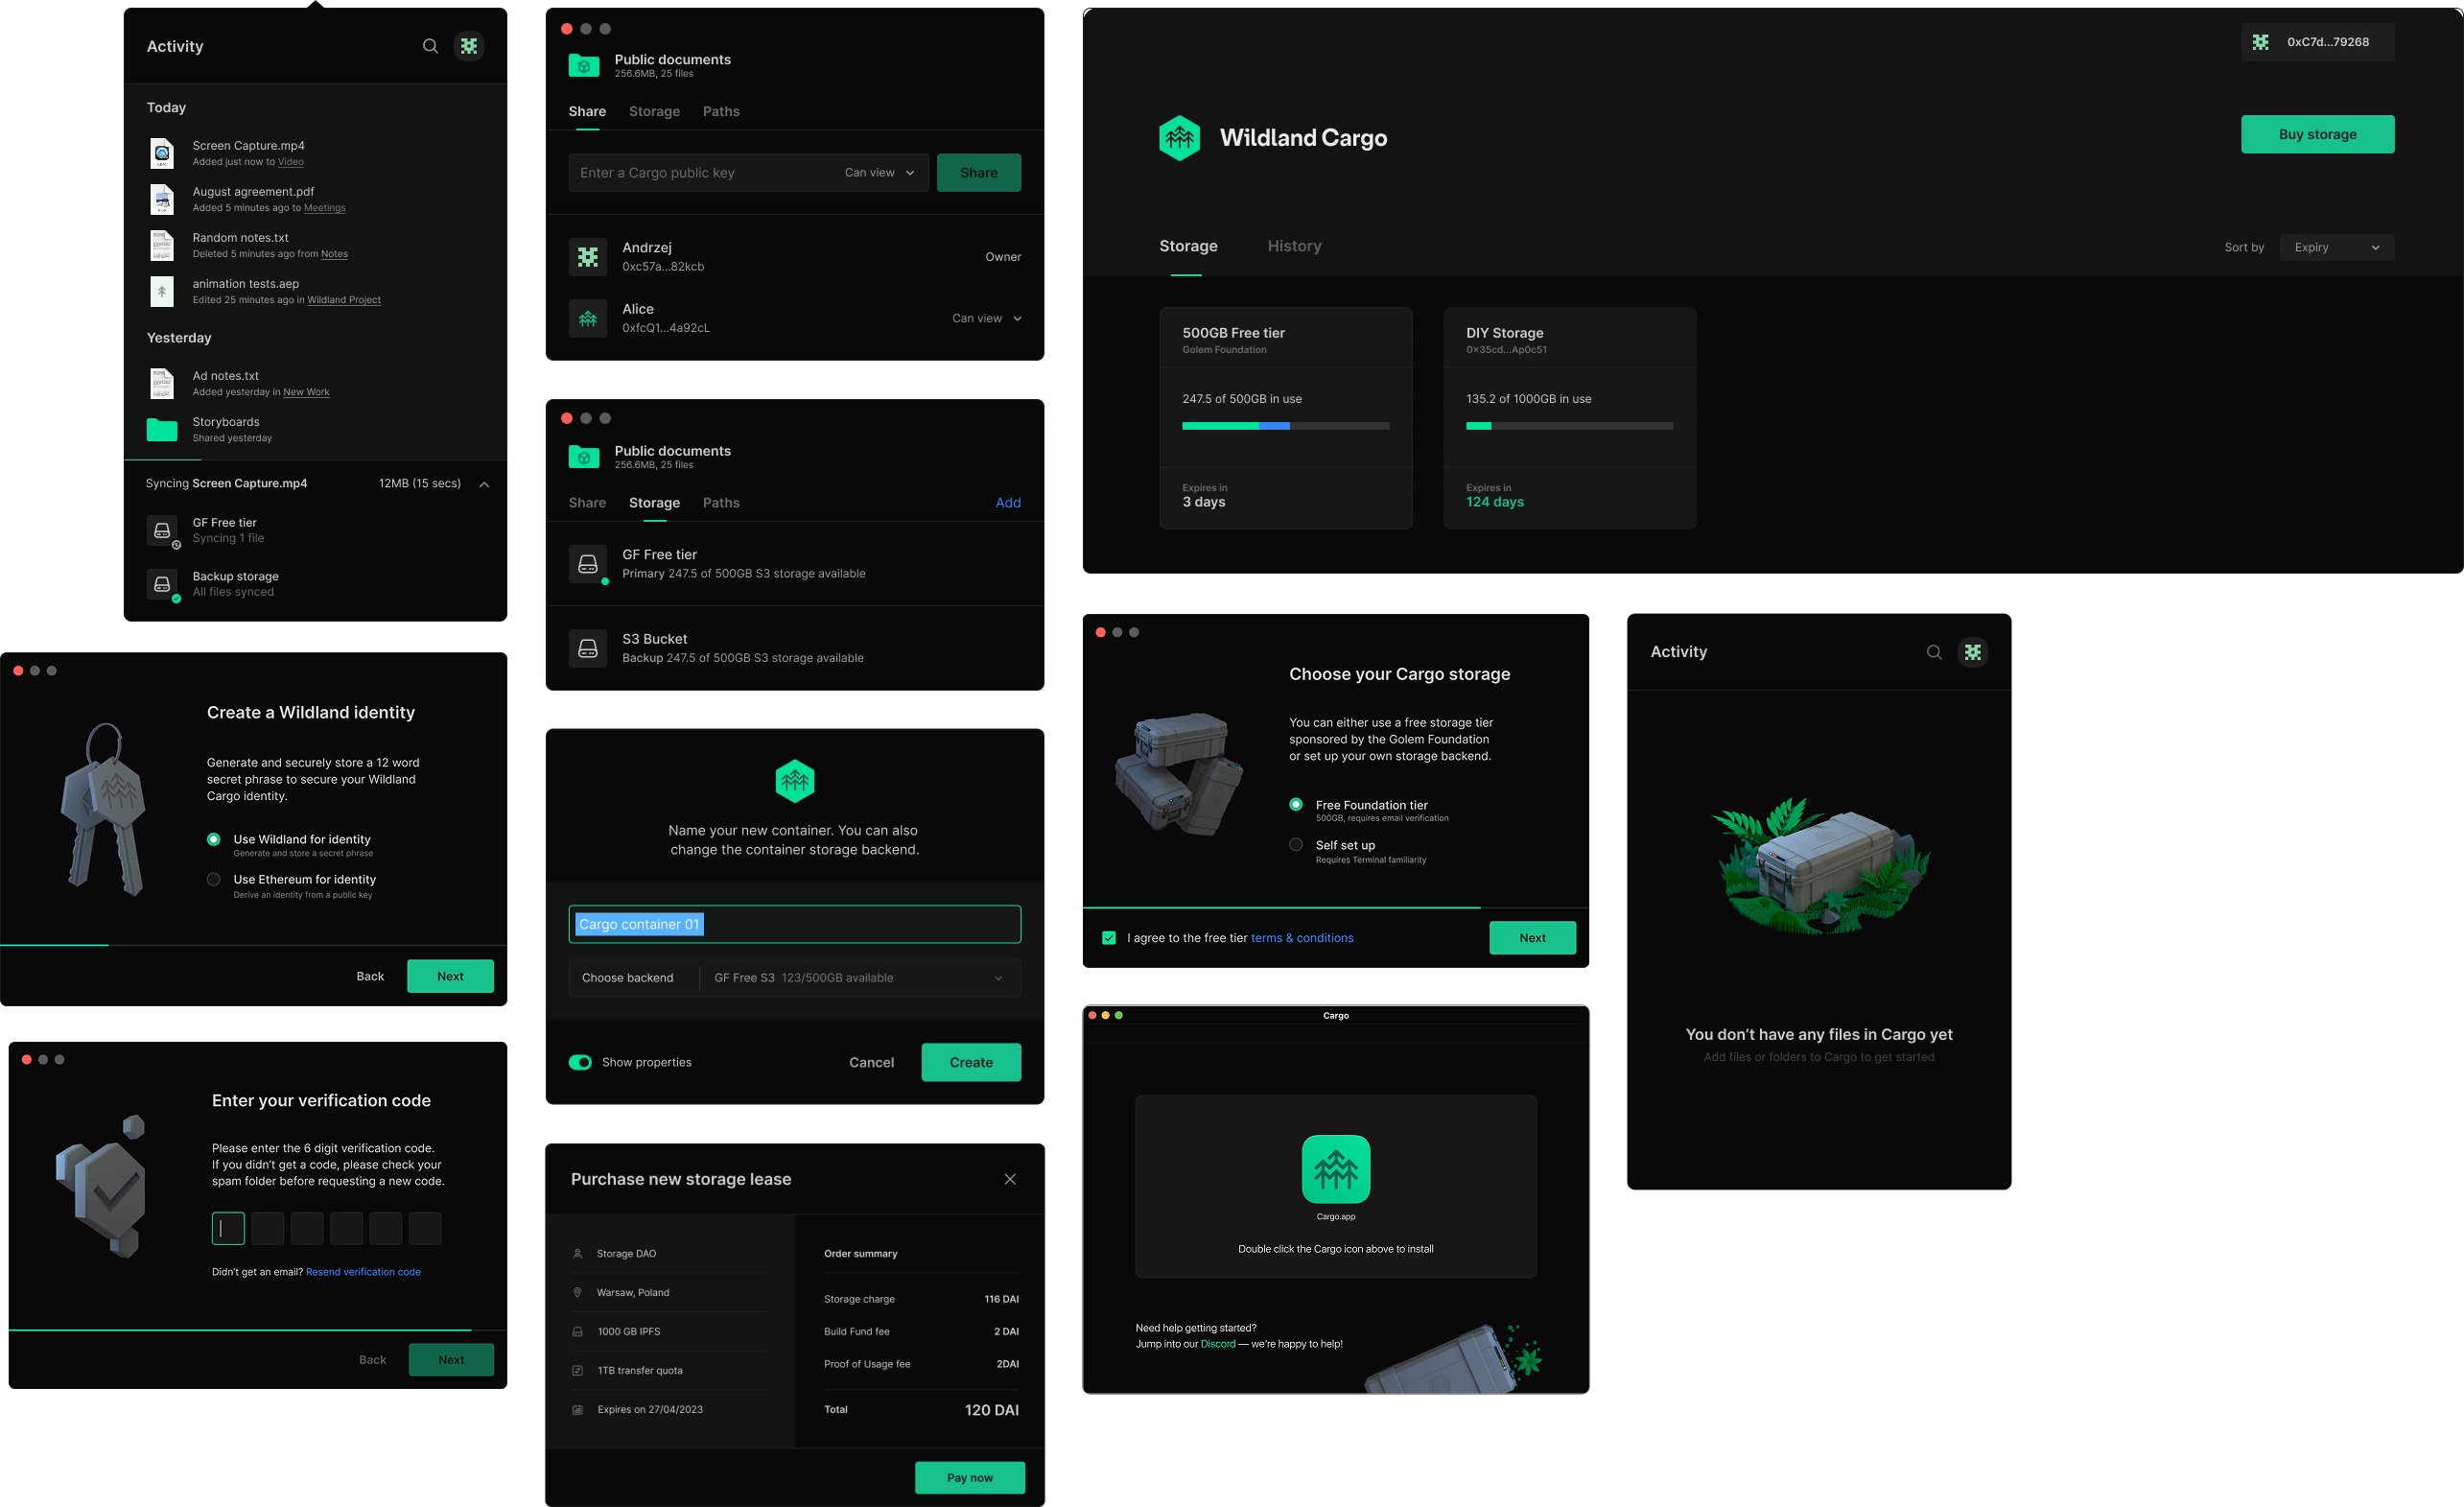 Activity
Today
Screen Capture.mp4
Added just now to Video
August agreement.pdf
Added 5 minutes ago to Meetings
Random notes.txt
Deleted 5 minutes ago from Notes
animation tests.aep
Edited 25 minutes ago in Wildland Project
Yesterday
Ad notes.txt
Added yesterday in New Work
Storyboards
Shared yesterday
Syncing Screen Capture.mp4 12MB (15 secs)
GF Free tier
Syncing 1 file
Backup storage
All files synced
Create a Wildland identity
Generate and securely store a 12 word
secret phrase to secure your Wildland
Cargo identity.
Use Wildland for identity
Generate and store a secret phrase
Use Ethereum for identity
Derive an identity from a public key
Back Next
Enter your verification code
Please enter the 6 digit verification code.
If you didn't get a code, please check your
spam folder before requesting a new code.
Didn't get an email? Resend verification code
Back Next
Public documents
256.6MB, 25 files
Share Storage Paths
Enter a Cargo public key Can view Share
Andrzej
0xc57a...82kcb
Owner
Alice
0xfcQ1...4a92cL
Can view
Public documents
256.6MB, 25 files
Share Storage Paths Add
GF Free tier
Primary 247.5 of 500GB S3 storage available
S3 Bucket
Backup 247.5 of 500GB S3 storage available
Name your new container. You can also
change the container storage backend.
Cargo container 01
Choose backend GF Free S3 123/500GB available
Show properties Cancel Create
Purchase new storage lease
Storage DAO
Warsaw, Poland
1000 GB IPFS
1TB transfer quota
Expires on 27/04/2023
Order summary
Storage charge 116 DAI
Build Fund fee 2 DAI
Proof of Usage fee 2DAI
Total 120 DAI
Pay now
0xC7d...79268
Wildland Cargo
Buy storage
Storage History
Sort by Expiry
500GB Free tier
Golem Foundation
247.5 of 500GB in use
Expires in
3 days
DIY Storage
0x35cd...Ap0c51
135.2 of 1000GB in use
Expires in
124 days
Choose your Cargo storage
You can either use a free storage tier
sponsored by the Golem Foundation
or set up your own storage backend.
Free Foundation tier
500GB, requires email verification
Self set up
Requires Terminal familiarity
I agree to the free tier terms & conditions
Next
Cargo
Cargo.app
Double click the Cargo icon above to install
Need help getting started?
Jump into our Discord — we're happy to help!
Activity
You don't have any files in Cargo yet
Add files or folders to Cargo to get started